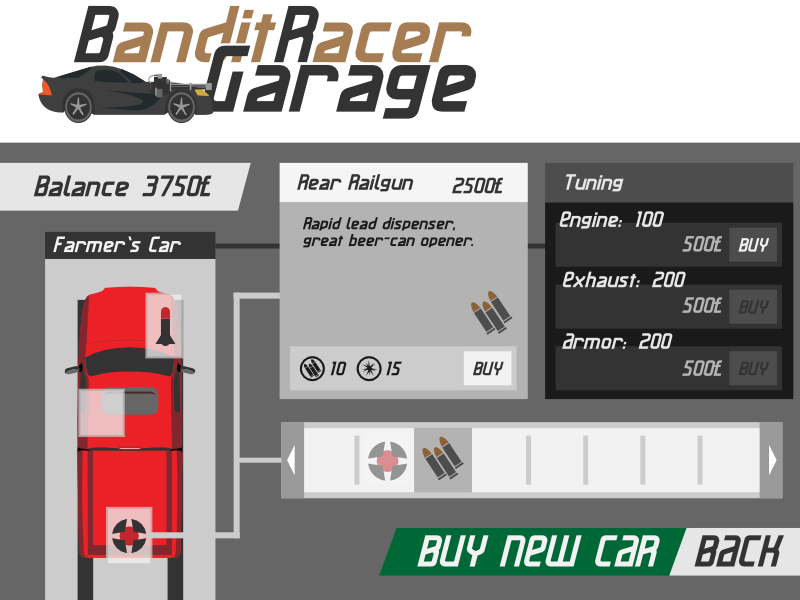 BanditRacer
Garage
Balance 3750£
Farmer's Car
Rear Railgun 2500£
Rapid lead dispenser,
great beer-can opener.
10 15 BUY
Tuning
Engine: 100
500£ BUY
Exhaust: 200
500£ BUY
Armor: 200
500£ BUY
BUY NEW CAR BACK